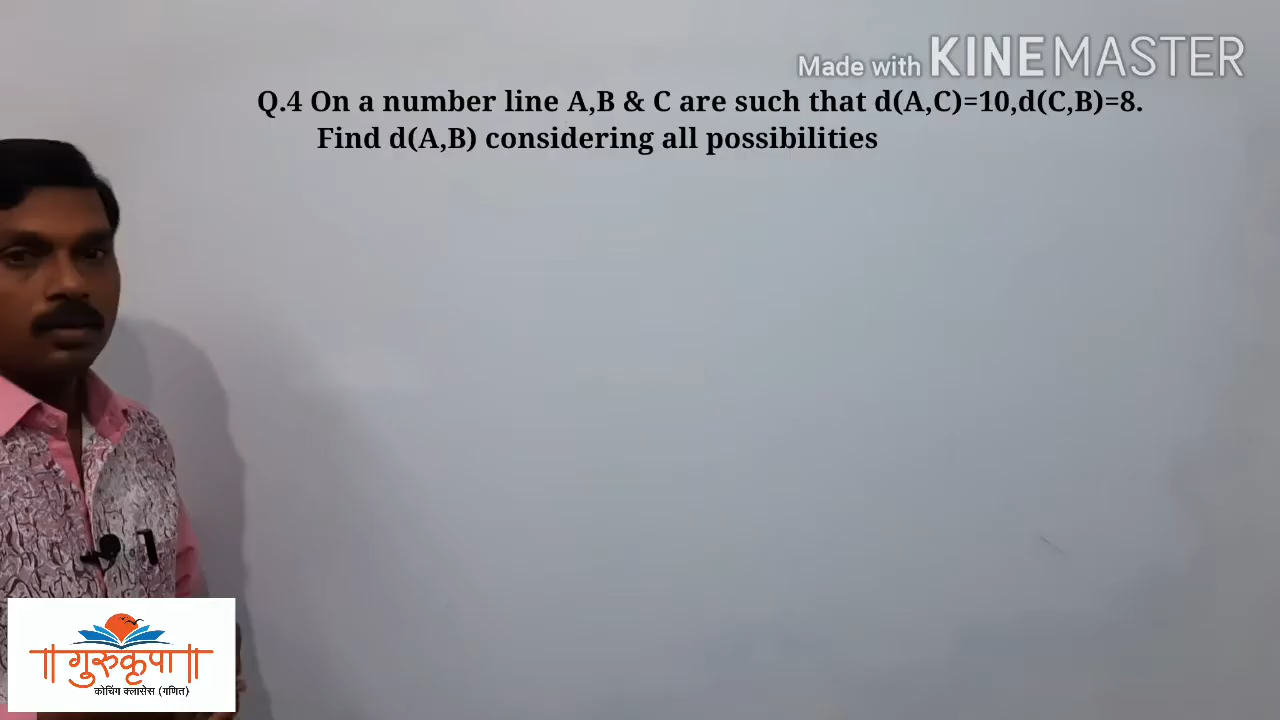 Made with KINEMASTER
Q.4 On a number line A,B & C are such that d(A,C)=10,d(C,B)=8.
Find d(A,B) considering all possibilities
॥ गुरुकृपा ॥
कोचिंग क्लासेस (गणित)